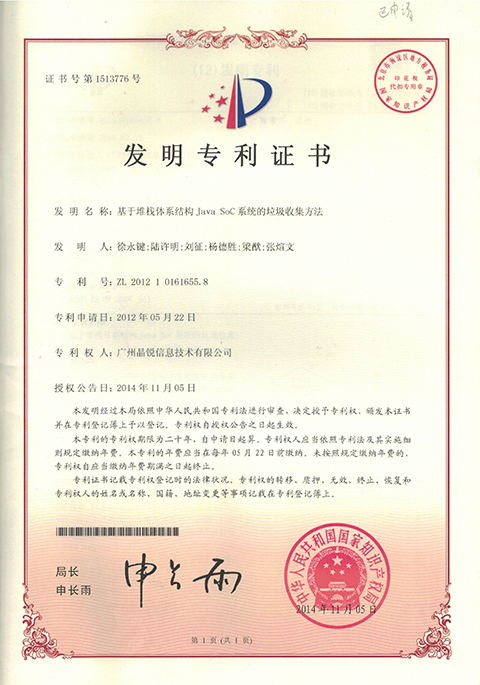 已申请
证书号第1513776号
印花税
代扣专用章
国家知识产权局
发明专利证书
发明名称：基于堆栈体系结构Java SoC系统的垃圾收集方法
发明人：徐永键;陆许明;刘征;杨德胜;梁猷;张煊文
专利号：ZL 2012 1 0161655.8
专利申请日：2012年05月22日
专利权人：广州晶锐信息技术有限公司
授权公告日：2014年11月05日
本发明经过本局依照中华人民共和国专利法进行审查，决定授予专利权，颁发本证书
并在专利登记簿上予以登记。专利权自授权公告之日起生效。
本专利的专利权期限为二十年，自申请日起算。专利权人应当依照专利法及其实施细
则规定缴纳年费。本专利的年费应当在每年05月22日前缴纳。未按照规定缴纳年费的，
专利权自应当缴纳年费期满之日起终止。
专利证书记载专利权登记时的法律状况。专利权的转移、质押、无效、终止、恢复和
专利权人的姓名或名称、国籍、地址变更等事项记载在专利登记簿上。
局长
申长雨
申长雨
中华人民共和国国家知识产权局
2014年11月05日
第1页(共1页)